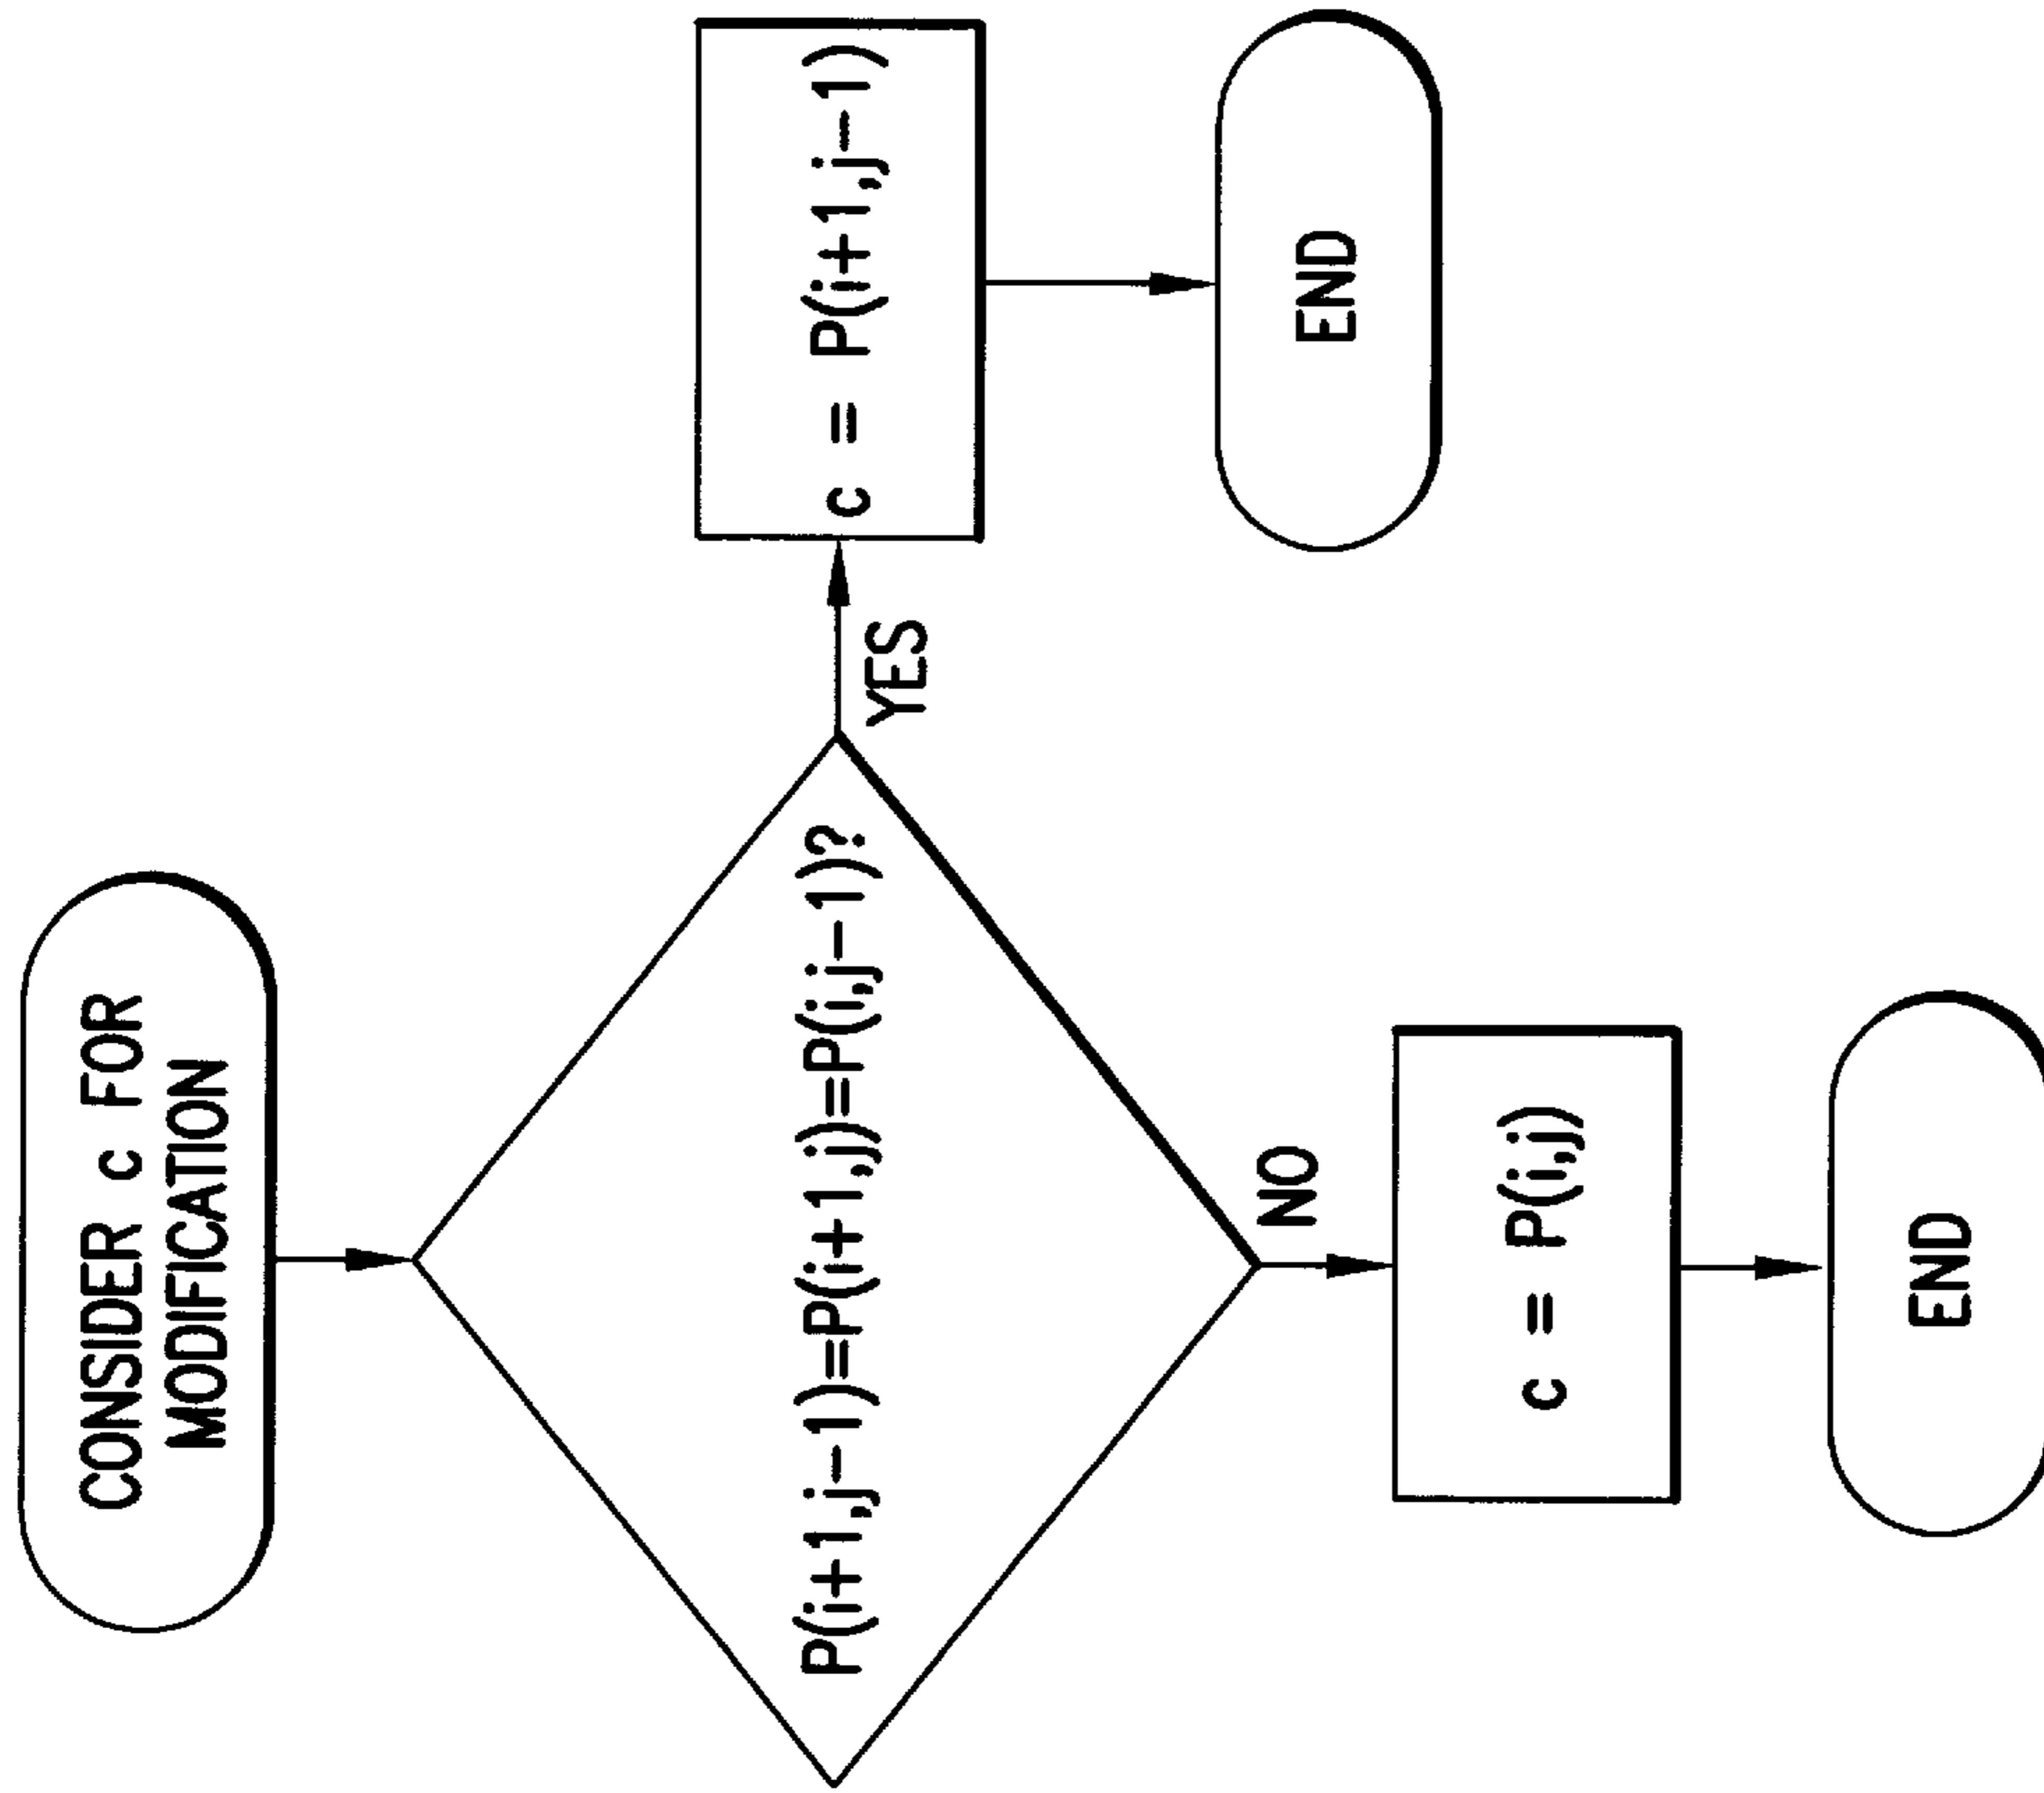 CONSIDER c FOR
MODIFICATION
P(i+1,j-1)=P(i+1,j)=P(i,j-1)?
YES
c = P(i+1,j-1)
END
NO
c = P(i,j)
END